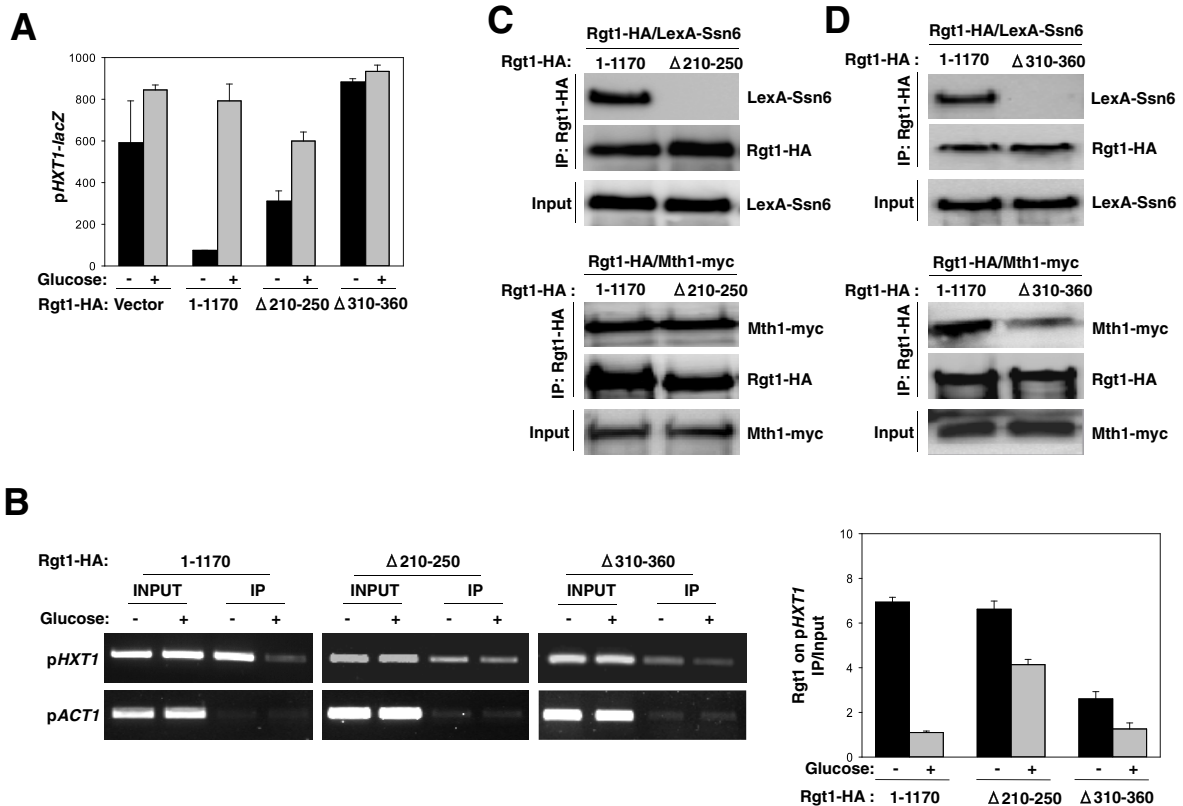 A
pHXT1-lacZ
1000
800
600
400
200
0
Glucose: - + - + - + - +
Rgt1-HA: Vector 1-1170 Δ210-250 Δ310-360
C
Rgt1-HA/LexA-Ssn6
Rgt1-HA: 1-1170 Δ210-250
IP: Rgt1-HA
LexA-Ssn6
Rgt1-HA
Input LexA-Ssn6
Rgt1-HA/Mth1-myc
Rgt1-HA : 1-1170 Δ210-250
IP: Rgt1-HA
Mth1-myc
Rgt1-HA
Input Mth1-myc
D
Rgt1-HA/LexA-Ssn6
Rgt1-HA : 1-1170 Δ310-360
IP: Rgt1-HA
LexA-Ssn6
Rgt1-HA
Input LexA-Ssn6
Rgt1-HA/Mth1-myc
Rgt1-HA : 1-1170 Δ310-360
IP: Rgt1-HA
Mth1-myc
Rgt1-HA
Input Mth1-myc
B
Rgt1-HA: 1-1170 Δ210-250 Δ310-360
INPUT IP INPUT IP INPUT IP
Glucose: - + - + - + - + - + - +
pHXT1
pACT1
Rgt1 on pHXT1
IP/Input
10
8
6
4
2
0
Glucose: - + - + - +
Rgt1-HA : 1-1170 Δ210-250 Δ310-360